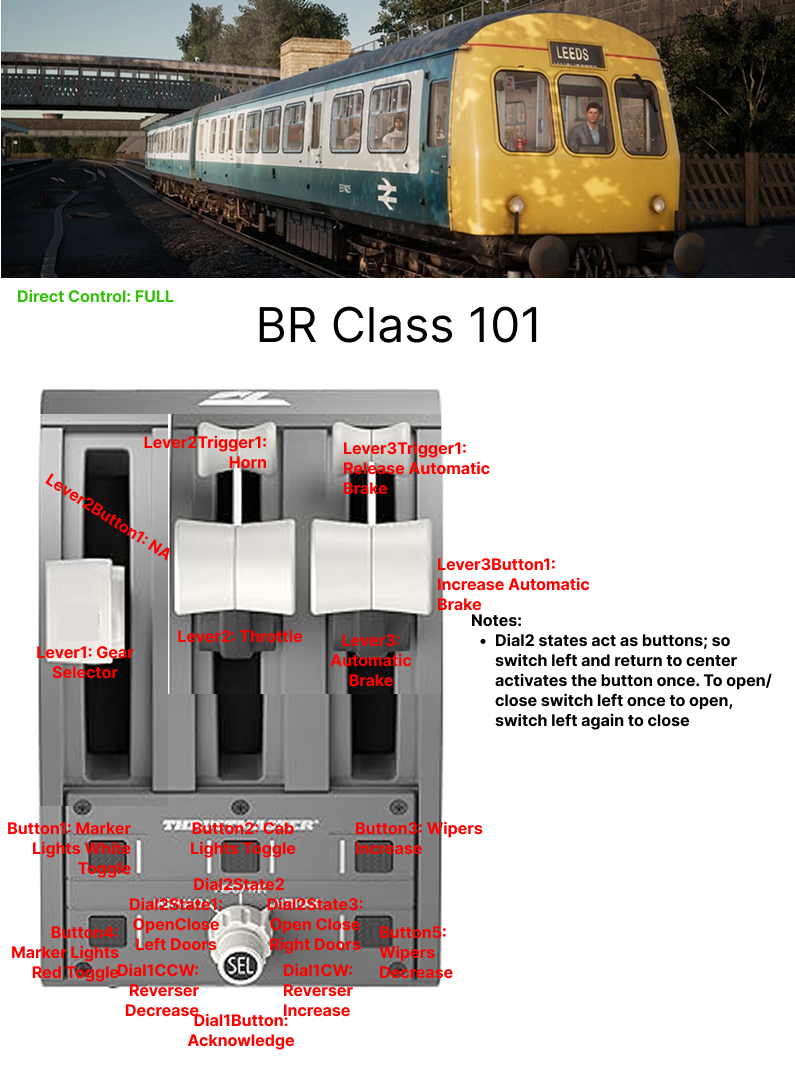 LEEDS
Direct Control: FULL
BR Class 101
Lever2Trigger1:
Horn
Lever3Trigger1:
Release Automatic
Brake
Lever2Button1: NA
Lever3Button1:
Increase Automatic
Brake
Notes:
• Dial2 states act as buttons; so
switch left and return to center
activates the button once. To open/
close switch left once to open,
switch left again to close
Lever2: Throttle
Lever3:
Automatic
Brake
Lever1: Gear
Selector
THRUSTMASTER
Button1: Marker
Lights White
Toggle
Button2: Cab
Lights Toggle
Button3: Wipers
Increase
Dial2State2
Dial2State1:
OpenClose
Left Doors
Dial2State3:
Open Close
Right Doors
Button4:
Marker Lights
Red Toggle
Button5:
Wipers
Decrease
SEL
Dial1CCW:
Reverser
Decrease
Dial1CW:
Reverser
Increase
Dial1Button:
Acknowledge